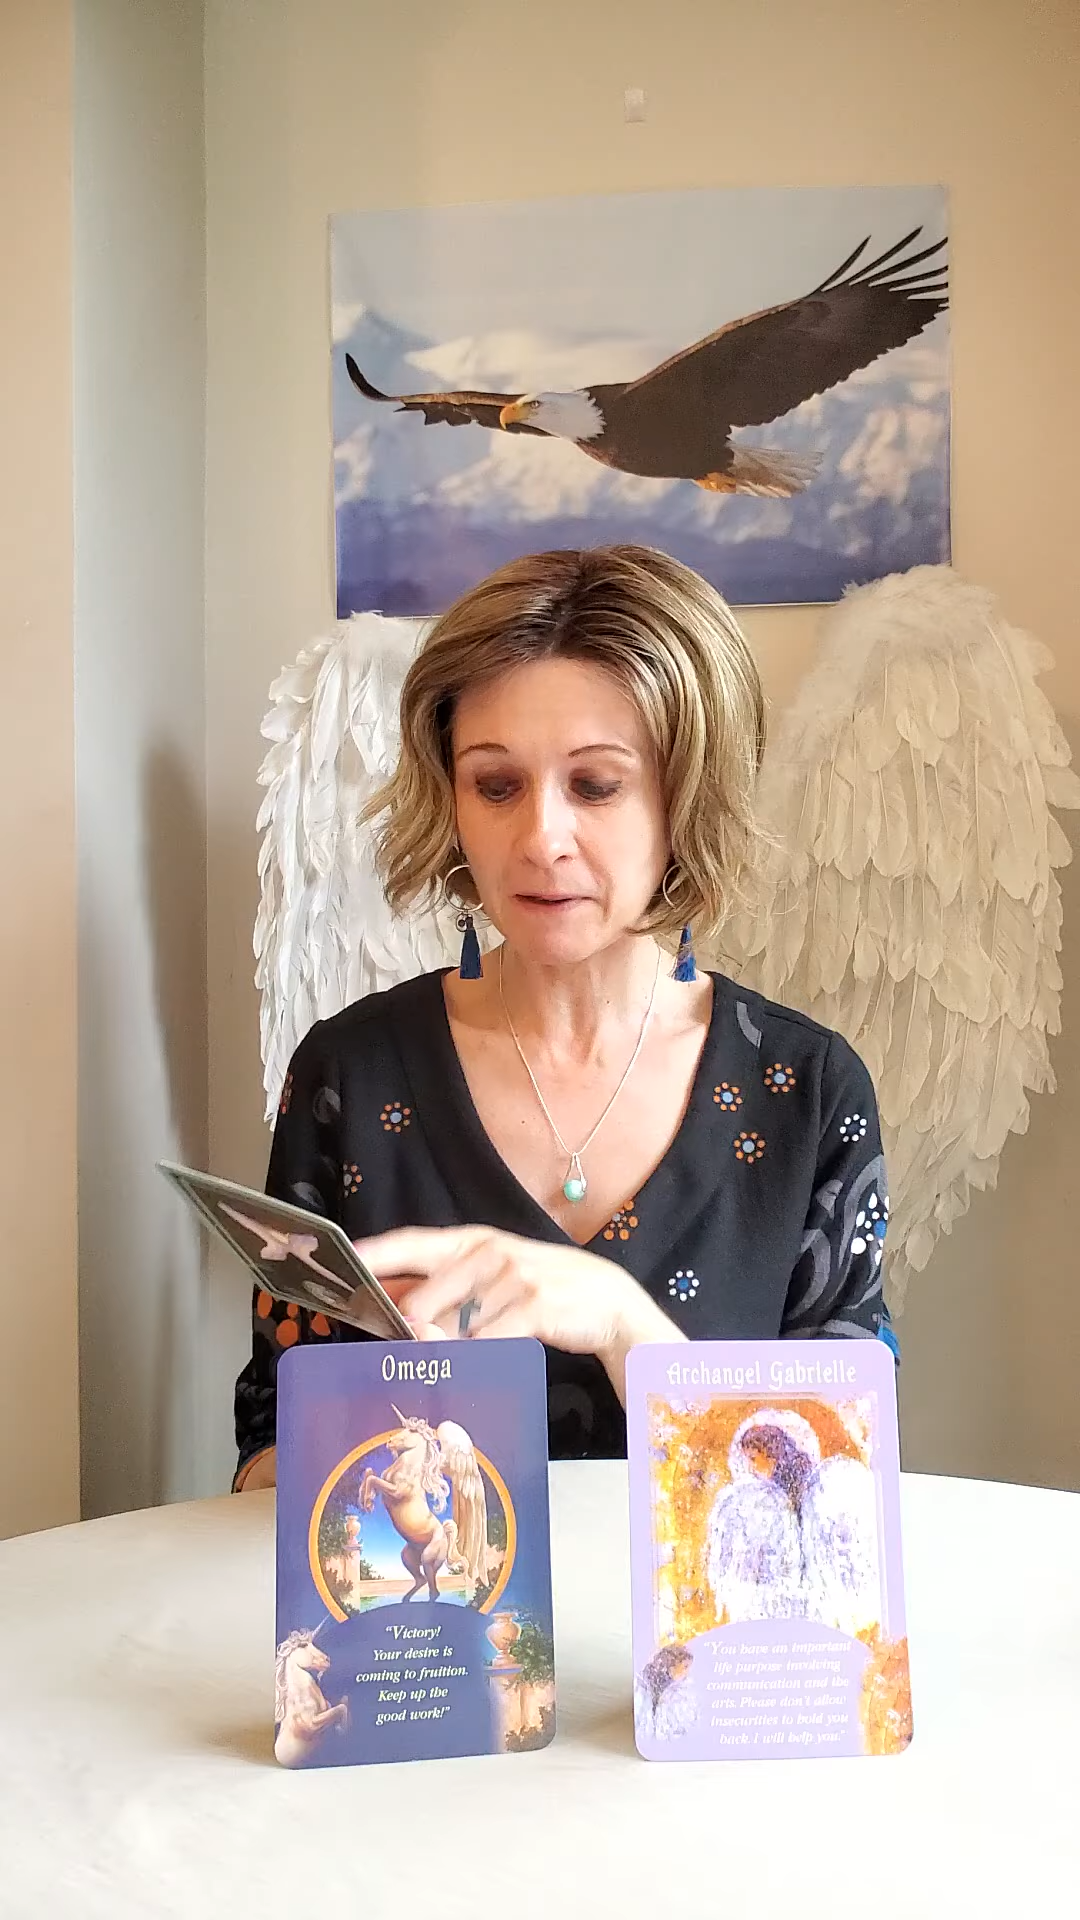 Omega
"Victory!
Your desire is
coming to fruition.
Keep up the
good work!"
Archangel Gabrielle
"You have an important
life purpose involving
communication and the
arts. Please don't allow
insecurities to hold you
back. I will help you."